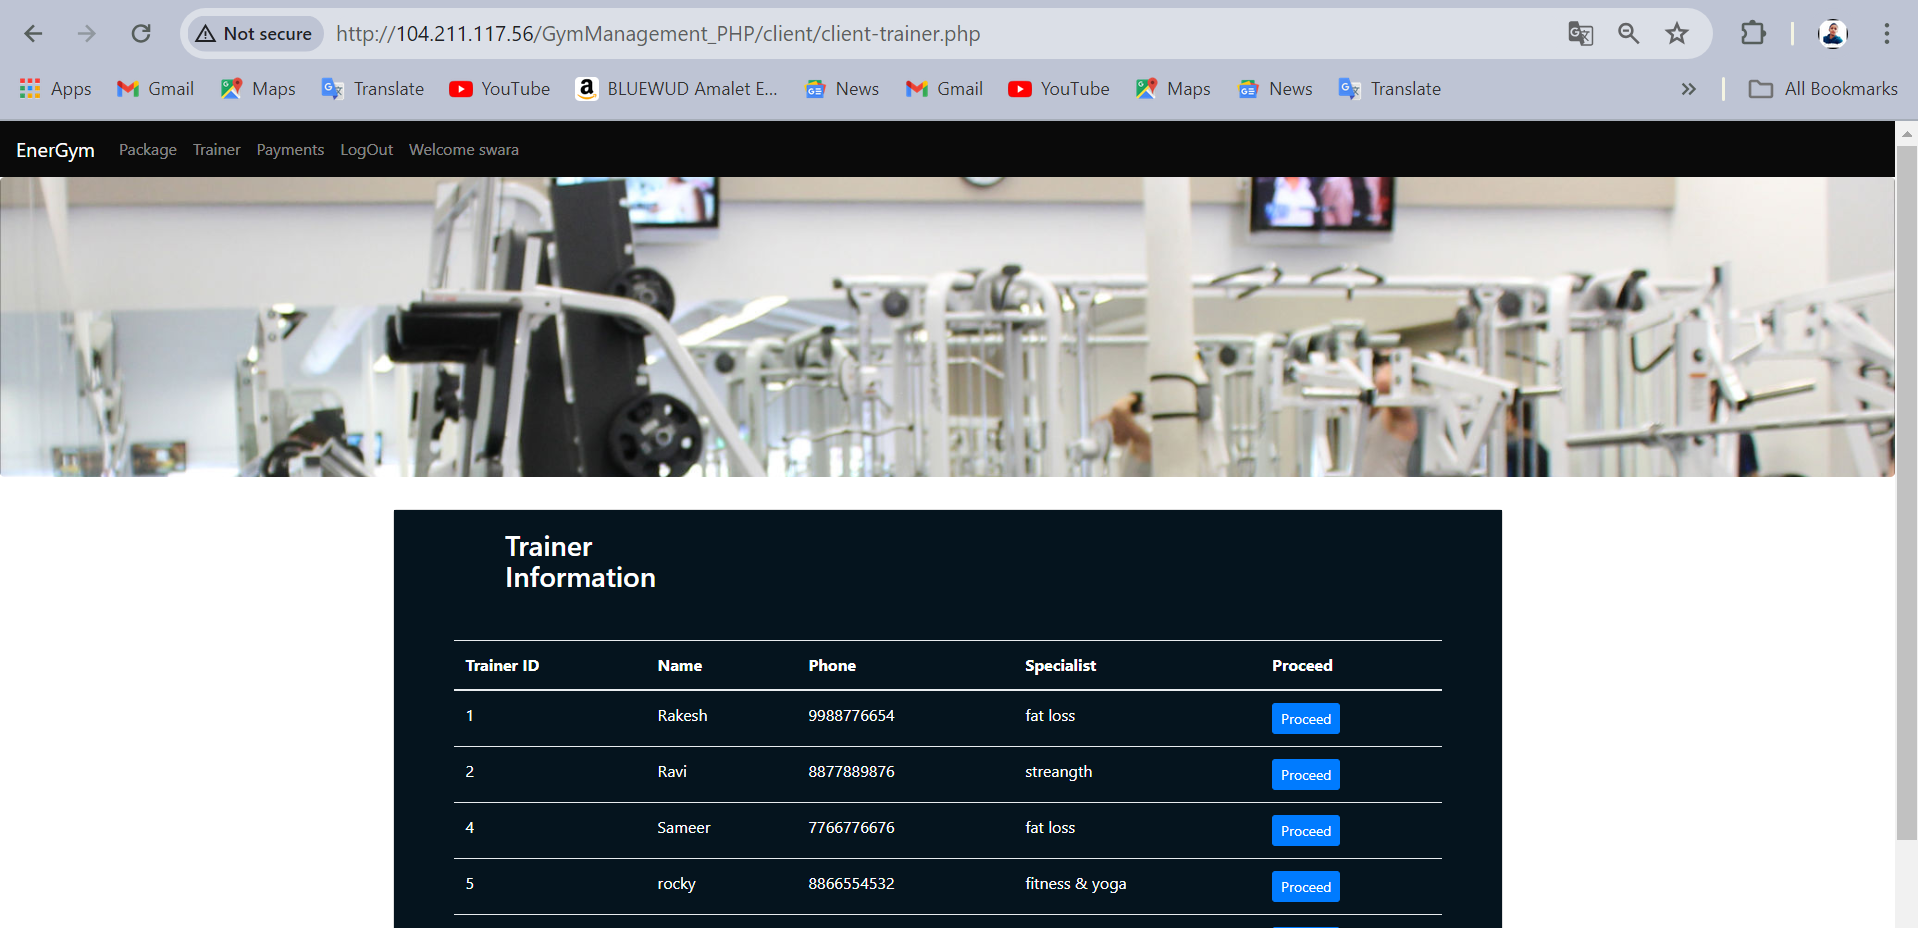 Not secure http://104.211.117.56/GymManagement_PHP/client/client-trainer.php
Apps Gmail Maps Translate YouTube BLUEWUD Amalet E... News Gmail YouTube Maps News Translate » All Bookmarks
EnerGym Package Trainer Payments LogOut Welcome swara
Trainer
Information
Trainer ID Name Phone Specialist Proceed
1 Rakesh 9988776654 fat loss Proceed
2 Ravi 8877889876 streangth Proceed
4 Sameer 7766776676 fat loss Proceed
5 rocky 8866554532 fitness & yoga Proceed